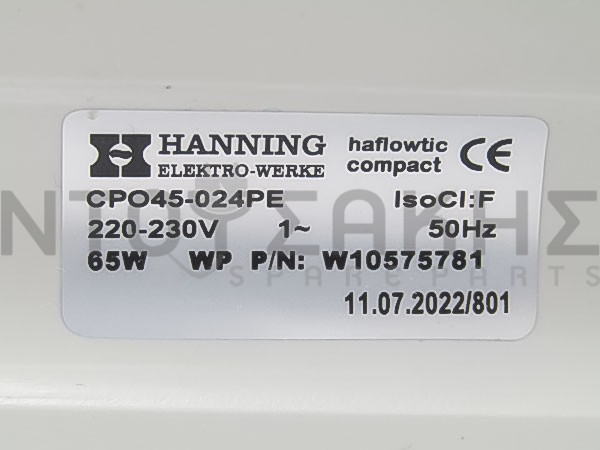 HANNING
ELEKTRO-WERKE
haflowtic
compact
CE
CPO45-024PE IsoCl:F
220-230V 1~ 50Hz
65W WP P/N: W10575781
11.07.2022/801
ΝΤΟΥΣΑΚΗΣ
SPARE PARTS